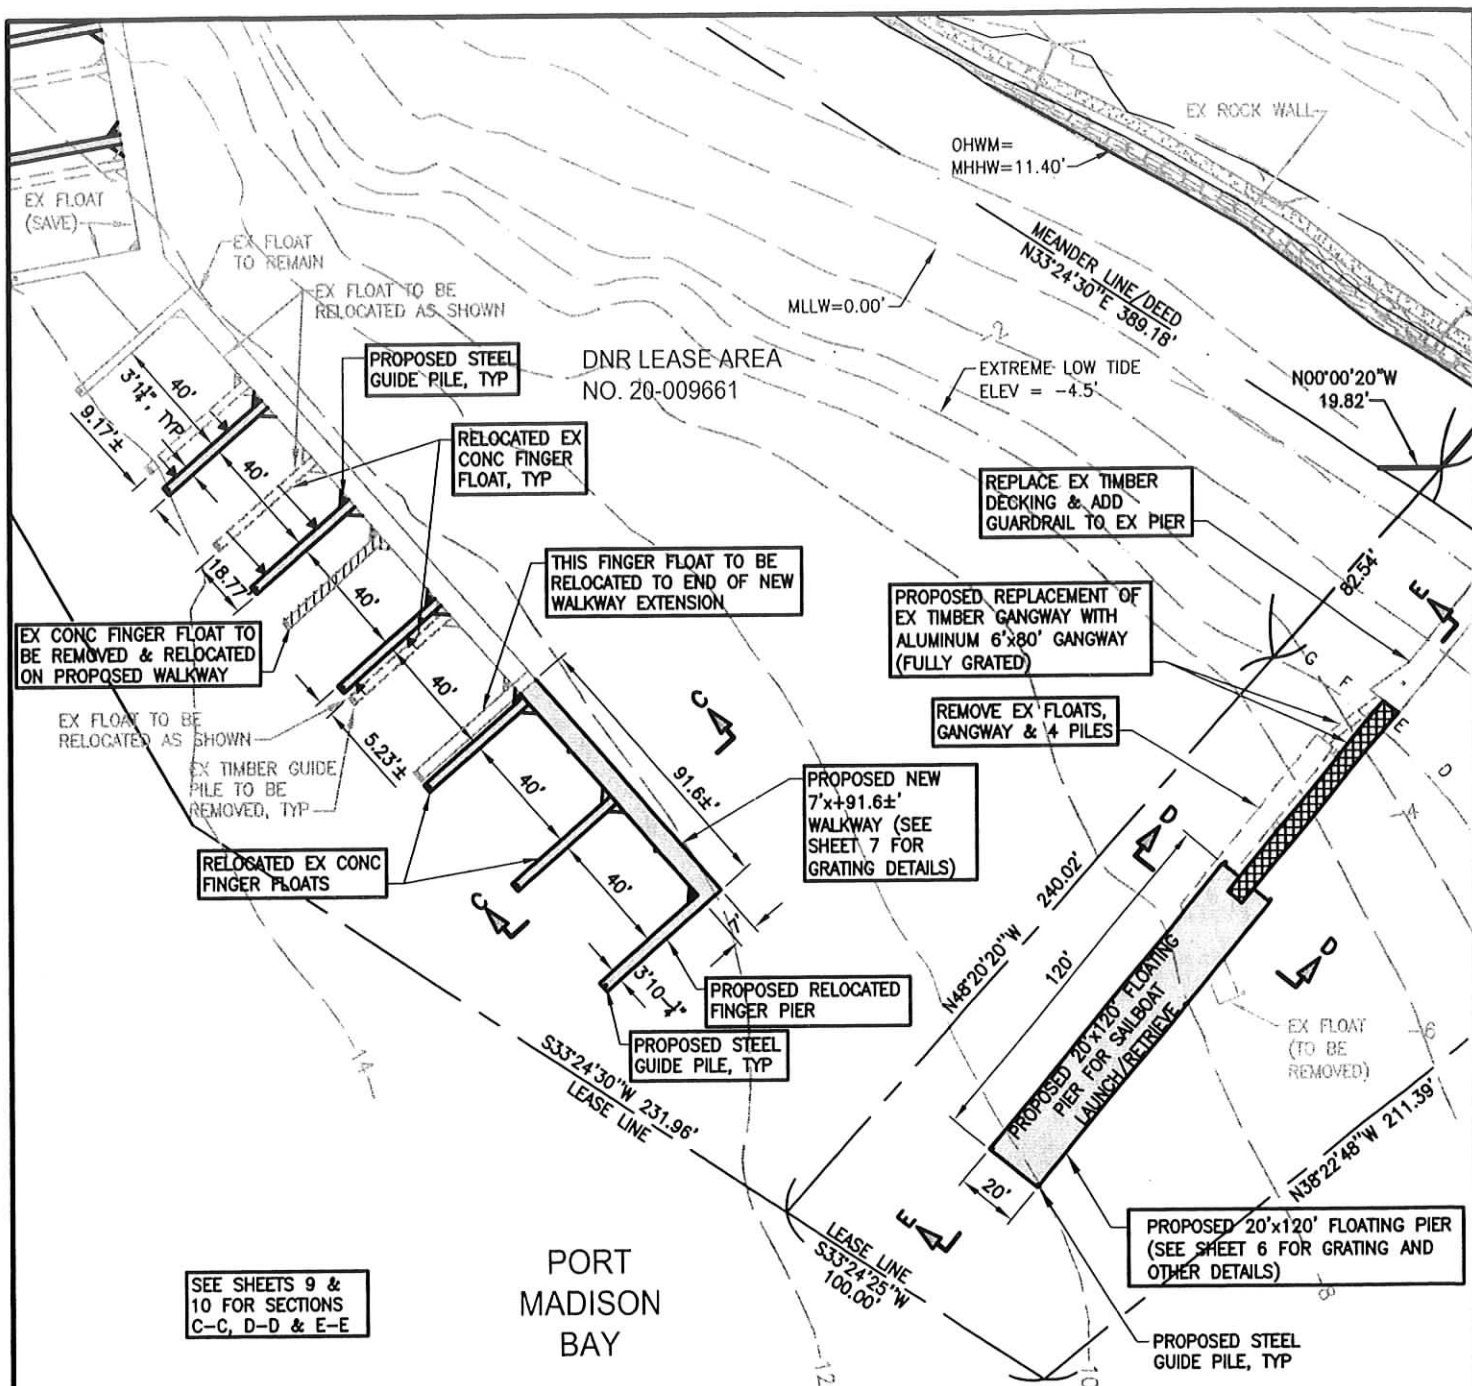 EX ROCK WALL
OHWM=
MHHW=11.40'
EX FLOAT
(SAVE)
EX FLOAT
TO REMAIN
MEANDER LINE/DEED
N33°24'30"E 389.18'
EX FLOAT TO BE
RELOCATED AS SHOWN
MLLW=0.00'
-2
PROPOSED STEEL
GUIDE PILE, TYP
DNR LEASE AREA
NO. 20-009661
EXTREME LOW TIDE
ELEV = -4.5'
N00°00'20"W
19.82'
40'
3'1¼", TYP
9.17'±
RELOCATED EX
CONC FINGER
FLOAT, TYP
40'
REPLACE EX TIMBER
DECKING & ADD
GUARDRAIL TO EX PIER
18.77'
THIS FINGER FLOAT TO BE
RELOCATED TO END OF NEW
WALKWAY EXTENSION
40'
82.54'
E
PROPOSED REPLACEMENT OF
EX TIMBER GANGWAY WITH
ALUMINUM 6'x80' GANGWAY
(FULLY GRATED)
EX CONC FINGER FLOAT TO
BE REMOVED & RELOCATED
ON PROPOSED WALKWAY
40'
G
F
E
D
C
REMOVE EX FLOATS,
GANGWAY & 4 PILES
EX FLOAT TO BE
RELOCATED AS SHOWN
5.23'±
EX TIMBER GUIDE
PILE TO BE
REMOVED, TYP
40'
91.6±'
PROPOSED NEW
7'x+91.6±'
WALKWAY (SEE
SHEET 7 FOR
GRATING DETAILS)
-4
D
RELOCATED EX CONC
FINGER FLOATS
40'
C
7'
N48°20'20"W 240.02'
120'
D
3'10-¼"
PROPOSED RELOCATED
FINGER PIER
PROPOSED 20'x120' FLOATING
PIER FOR SAILBOAT
LAUNCH/RETRIEVE
EX FLOAT
(TO BE
REMOVED)
-6
PROPOSED STEEL
GUIDE PILE, TYP
-14
S33°24'30"W 231.96'
LEASE LINE
N38°22'48"W 211.39'
20'
E
LEASE LINE
S33°24'25"W
100.00'
PROPOSED 20'x120' FLOATING PIER
(SEE SHEET 6 FOR GRATING AND
OTHER DETAILS)
SEE SHEETS 9 &
10 FOR SECTIONS
C-C, D-D & E-E
PORT
MADISON
BAY
-8
PROPOSED STEEL
GUIDE PILE, TYP
-12
-10